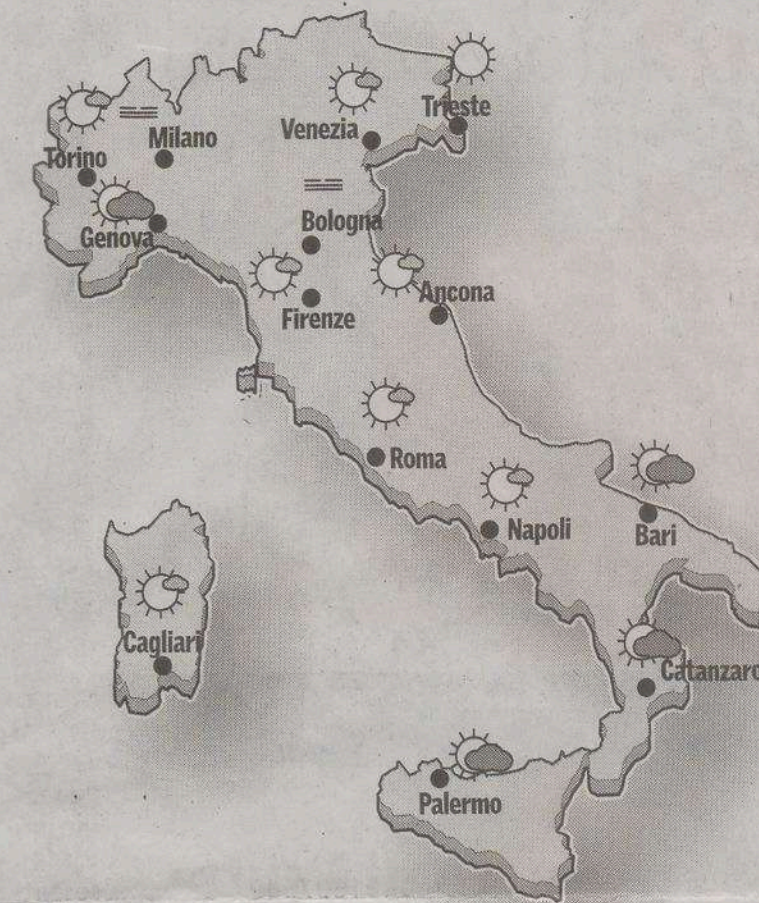 Trieste
Venezia
Milano
Torino
Bologna
Genova
Ancona
Firenze
Roma
Napoli
Bari
Cagliari
Catanzaro
Palermo